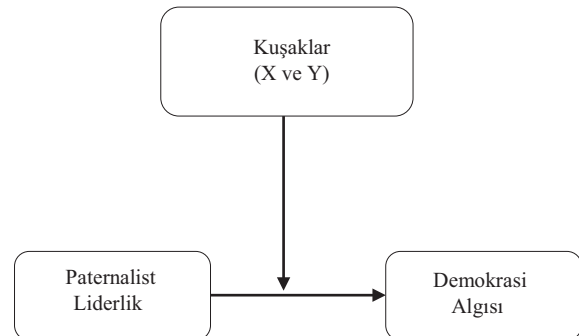 Kuşaklar
(X ve Y)
Paternalist
Liderlik
Demokrasi
Algısı